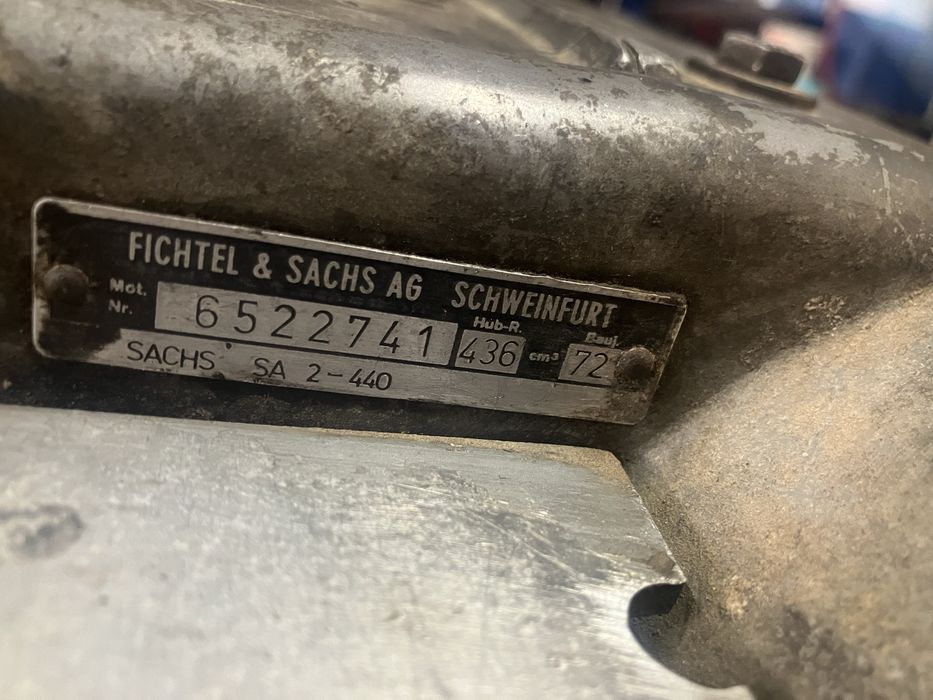 FICHTEL & SACHS AG SCHWEINFURT
Mot. Nr. 6522741 Hub-R. 436 cm³ Bauj. 72
SACHS SA 2-440